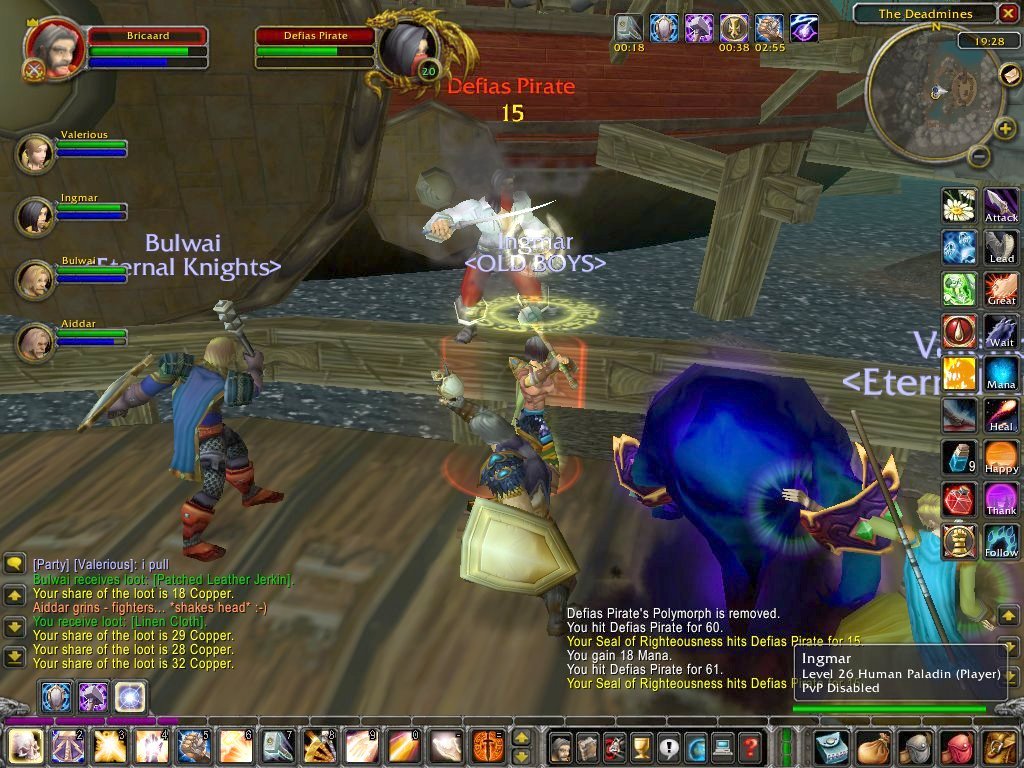 Bricaard
Defias Pirate
20
00:18
00:38
02:55
The Deadmines
N
19:28
Defias Pirate
15
Valerious
Ingmar
Bulwai
Aiddar
Bulwai
Eternal Knights>
Ingmar
<OLD BOYS>
<Etern
Attack
Lead
Great
Wait
Mana
Heal
9
Happy
Thank
Follow
[Party] [Valerious]: i pull
Bulwai receives loot: [Patched Leather Jerkin].
Your share of the loot is 18 Copper.
Aiddar grins - fighters... *shakes head* :-)
You receive loot: [Linen Cloth].
Your share of the loot is 29 Copper.
Your share of the loot is 28 Copper.
Your share of the loot is 32 Copper.
Defias Pirate's Polymorph is removed.
You hit Defias Pirate for 60.
Your Seal of Righteousness hits Defias Pirate for 15.
You gain 18 Mana.
You hit Defias Pirate for 61.
Your Seal of Righteousness hits Defias P
Ingmar
Level 26 Human Paladin (Player)
PvP Disabled
2 3 4 5 6 7 8 9 0 - =